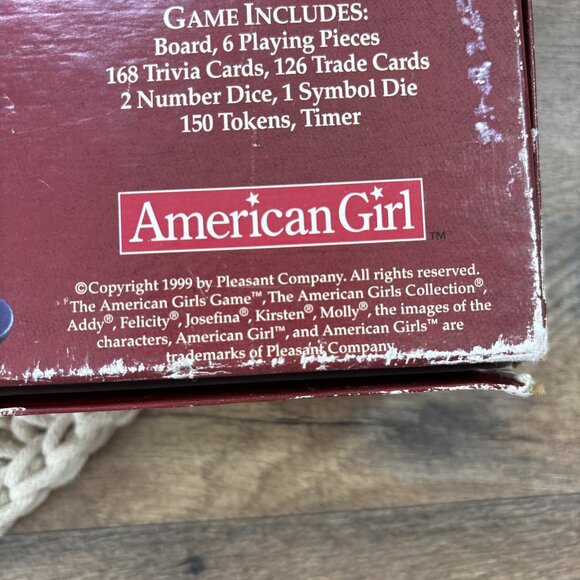 GAME INCLUDES:
Board, 6 Playing Pieces
168 Trivia Cards, 126 Trade Cards
2 Number Dice, 1 Symbol Die
150 Tokens, Timer
American Girl™
©Copyright 1999 by Pleasant Company. All rights reserved.
The American Girls Game™, The American Girls Collection®,
Addy®, Felicity®, Josefina®, Kirsten®, Molly®, the images of the
characters, American Girl™, and American Girls™ are
trademarks of Pleasant Company.